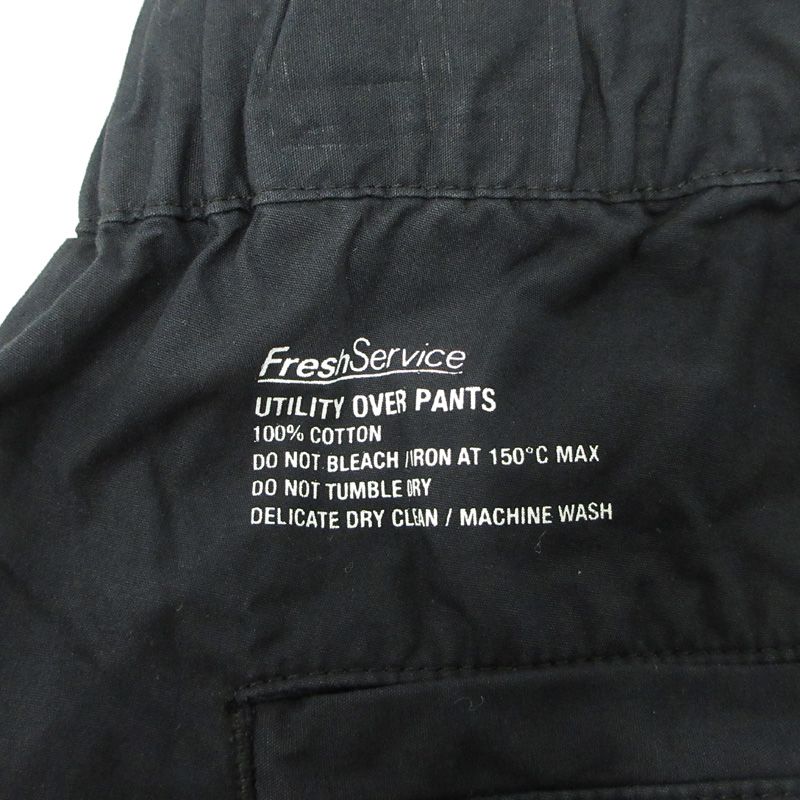 FreshService
UTILITY OVER PANTS
100% COTTON
DO NOT BLEACH / IRON AT 150°C MAX
DO NOT TUMBLE DRY
DELICATE DRY CLEAN / MACHINE WASH